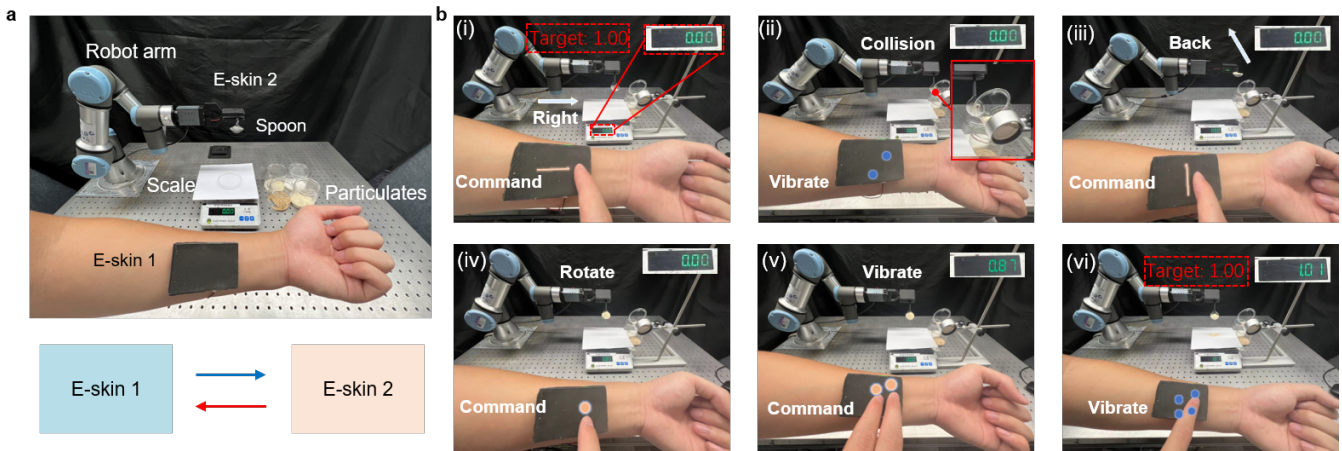 a
Robot arm
E-skin 2
Spoon
Scale
Particulates
E-skin 1
E-skin 1
E-skin 2
b
(i)
Target: 1.00
0.00
Right
Command
(ii)
Collision
0.00
Vibrate
(iii)
Back
0.00
Command
(iv)
Rotate
0.00
Command
(v)
Vibrate
0.87
Command
(vi)
Target: 1.00
1.01
Vibrate